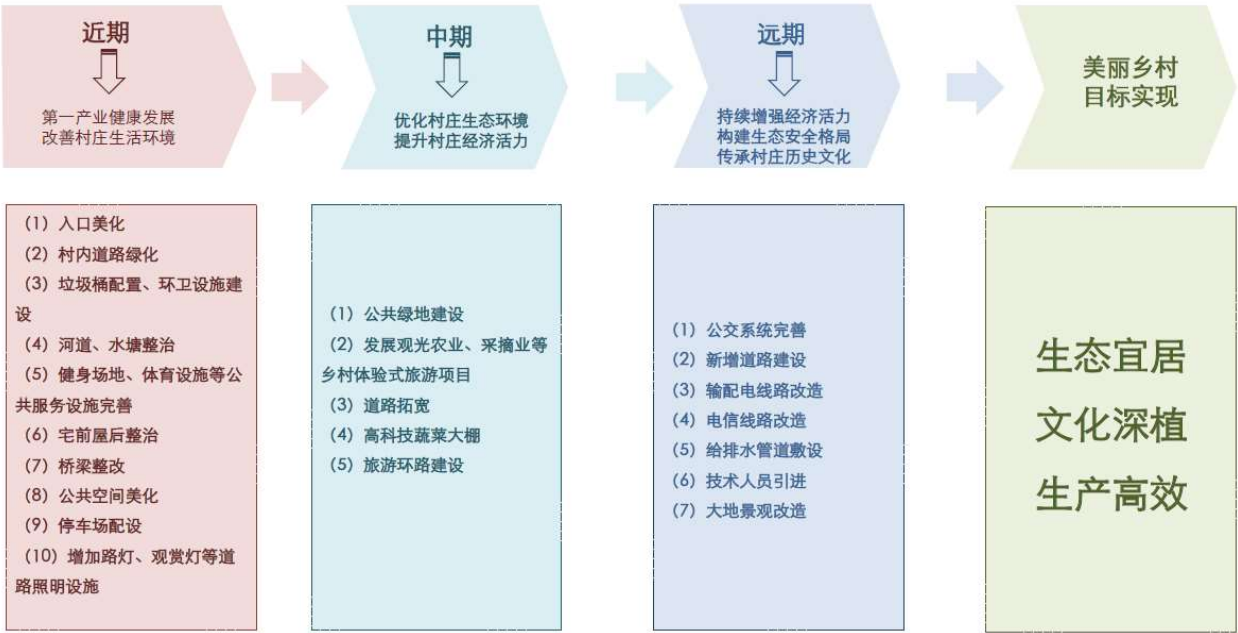 近期
第一产业健康发展
改善村庄生活环境
中期
优化村庄生态环境
提升村庄经济活力
远期
持续增强经济活力
构建生态安全格局
传承村庄历史文化
美丽乡村
目标实现
（1）入口美化
（2）村内道路绿化
（3）垃圾桶配置、环卫设施建
设
（4）河道、水塘整治
（5）健身场地、体育设施等公
共服务设施完善
（6）宅前屋后整治
（7）桥梁整改
（8）公共空间美化
（9）停车场配设
（10）增加路灯、观赏灯等道
路照明设施
（1）公共绿地建设
（2）发展观光农业、采摘业等
乡村体验式旅游项目
（3）道路拓宽
（4）高科技蔬菜大棚
（5）旅游环路建设
（1）公交系统完善
（2）新增道路建设
（3）输配电线路改造
（4）电信线路改造
（5）给排水管道敷设
（6）技术人员引进
（7）大地景观改造
生态宜居
文化深植
生产高效